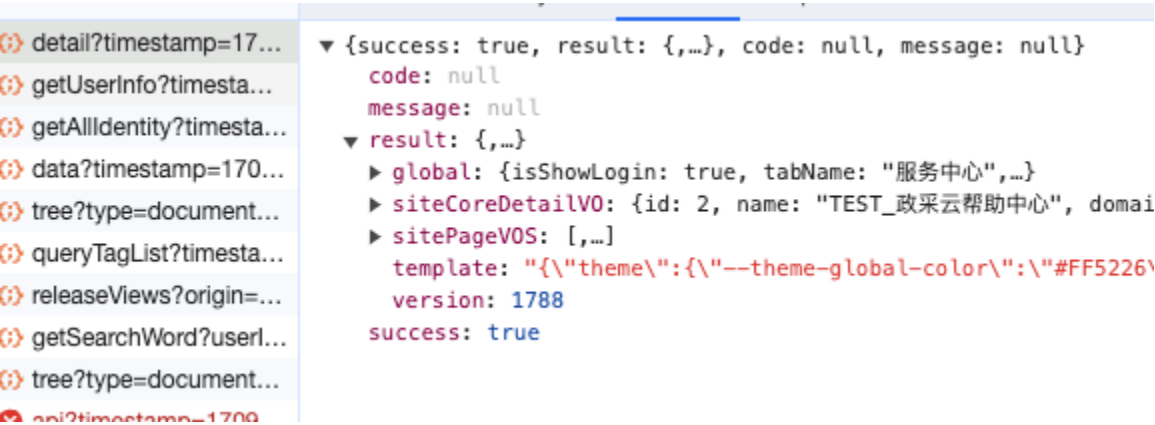 detail?timestamp=17...
getUserInfo?timesta...
getAllIdentity?timesta...
data?timestamp=170...
tree?type=document...
queryTagList?timesta...
releaseViews?origin=...
getSearchWord?userI...
tree?type=document...
api?timestamp=1709
▼ {success: true, result: {,…}, code: null, message: null}
code: null
message: null
▼ result: {,…}
▶ global: {isShowLogin: true, tabName: "服务中心",…}
▶ siteCoreDetailVO: {id: 2, name: "TEST_政采云帮助中心", domai
▶ sitePageVOS: [,…]
template: "{\"theme\":{\"--theme-global-color\":\"#FF5226\
version: 1788
success: true